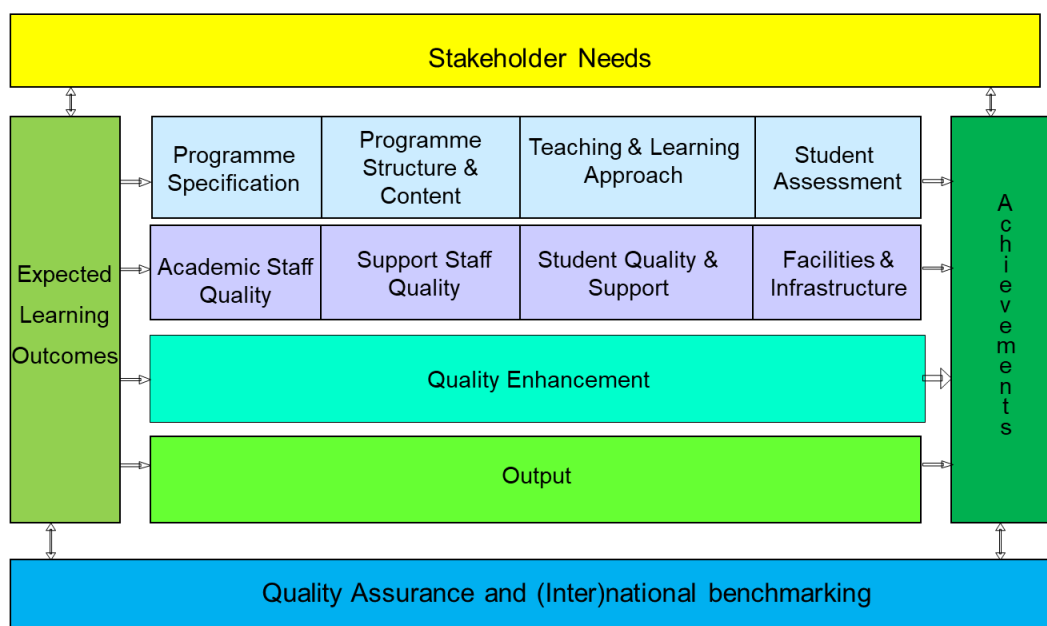 Stakeholder Needs
Programme
Specification
Programme
Structure &
Content
Teaching & Learning
Approach
Student
Assessment
Expected
Learning
Outcomes
Academic Staff
Quality
Support Staff
Quality
Student Quality &
Support
Facilities &
Infrastructure
Quality Enhancement
Output
Achievements
Quality Assurance and (Inter)national benchmarking